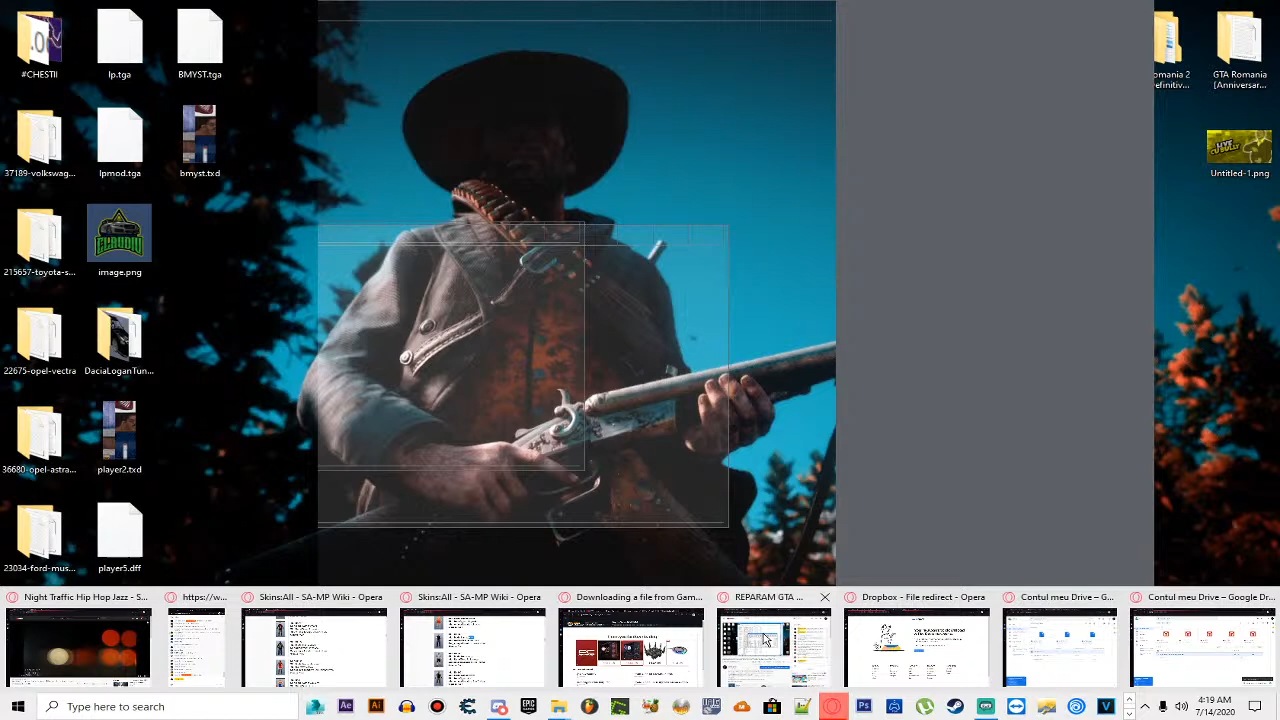 #CHESTII
lp.tga
BMYST.tga
omania 2
efinitiv...
GTA Romania
[Anniversar...
37189-volkswag...
lpmod.tga
bmyst.txd
LIVE
CU BULLY
Untitled-1.png
215657-toyota-s...
CLAUDIU
image.png
22675-opel-vectra
DaciaLoganTun...
36680-opel-astra...
player2.txd
23034-ford-mus...
player5.dff
Night Traffic Hip Hop Jazz - S...
https://w...
Skins:All - SA-MP Wiki - Opera
Skins:All - SA-MP Wiki - Opera
Downloading a file from Gam...
REPARAM GTA ...
Dropbox - File redirect - Opera
Contul meu Drive – G...
Contul meu Drive – Google Dr...
Type here to search
4:19 AM
7/14/2020